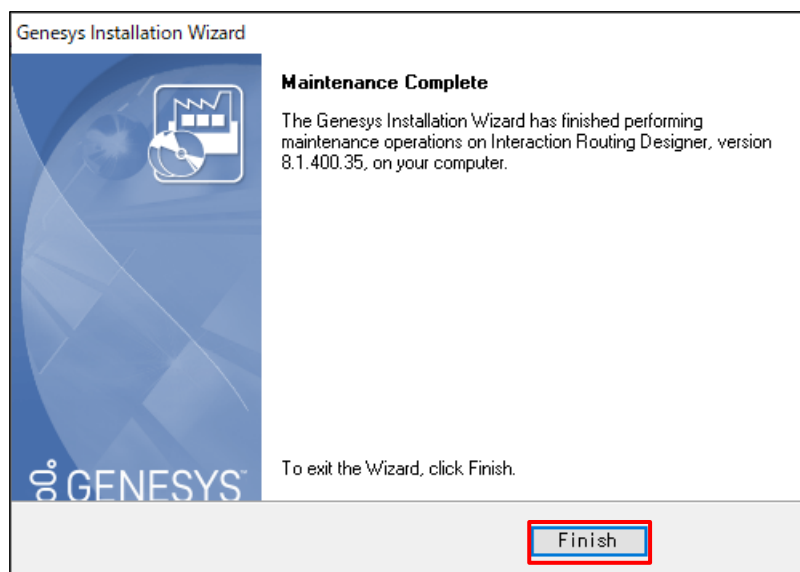 Genesys Installation Wizard
Maintenance Complete
The Genesys Installation Wizard has finished performing
maintenance operations on Interaction Routing Designer, version
8.1.400.35, on your computer.
To exit the Wizard, click Finish.
GENESYS™
Finish